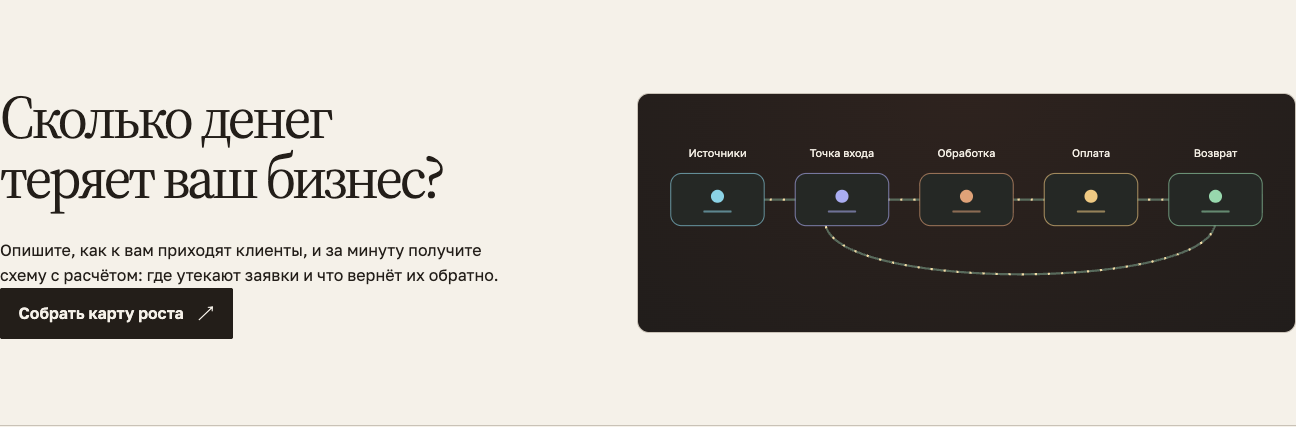 Сколько денег
теряет ваш бизнес?
Опишите, как к вам приходят клиенты, и за минуту получите
схему с расчётом: где утекают заявки и что вернёт их обратно.
Собрать карту роста
Источники
Точка входа
Обработка
Оплата
Возврат